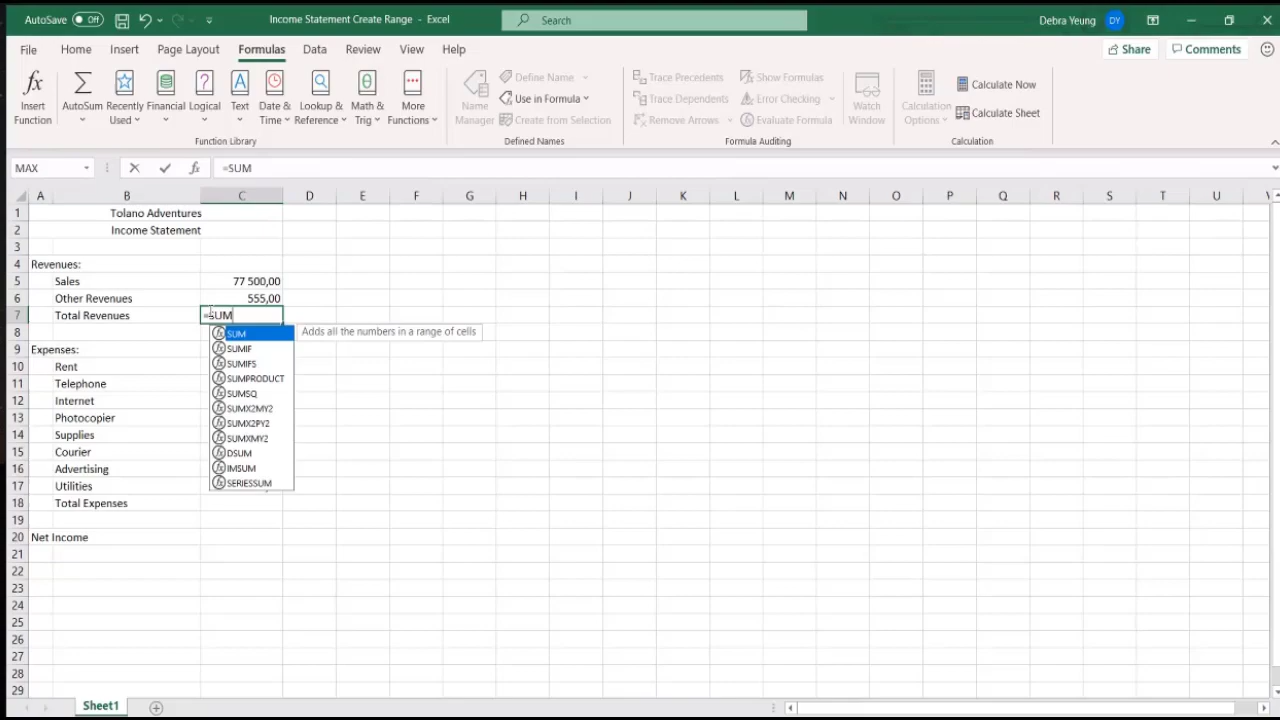 AutoSave Off Income Statement Create Range - Excel Search Debra Yeung DY
File Home Insert Page Layout Formulas Data Review View Help Share Comments
Insert Function
AutoSum
Recently Used
Financial
Logical
Text
Date & Time
Lookup & Reference
Math & Trig
More Functions
Function Library
Name Manager
Define Name
Use in Formula
Create from Selection
Defined Names
Trace Precedents
Trace Dependents
Remove Arrows
Show Formulas
Error Checking
Evaluate Formula
Formula Auditing
Watch Window
Calculation Options
Calculate Now
Calculate Sheet
Calculation
MAX fx =SUM
A B C D E F G H I J K L M N O P Q R S T U
1 Tolano Adventures
2 Income Statement
3
4 Revenues:
5 Sales 77 500,00
6 Other Revenues 555,00
7 Total Revenues =SUM
8
9 Expenses:
10 Rent
11 Telephone
12 Internet
13 Photocopier
14 Supplies
15 Courier
16 Advertising
17 Utilities
18 Total Expenses
19
20 Net Income
21
22
23
24
25
26
27
28
29
SUM Adds all the numbers in a range of cells
SUMIF
SUMIFS
SUMPRODUCT
SUMSQ
SUMX2MY2
SUMX2PY2
SUMXMY2
DSUM
IMSUM
SERIESSUM
Sheet1